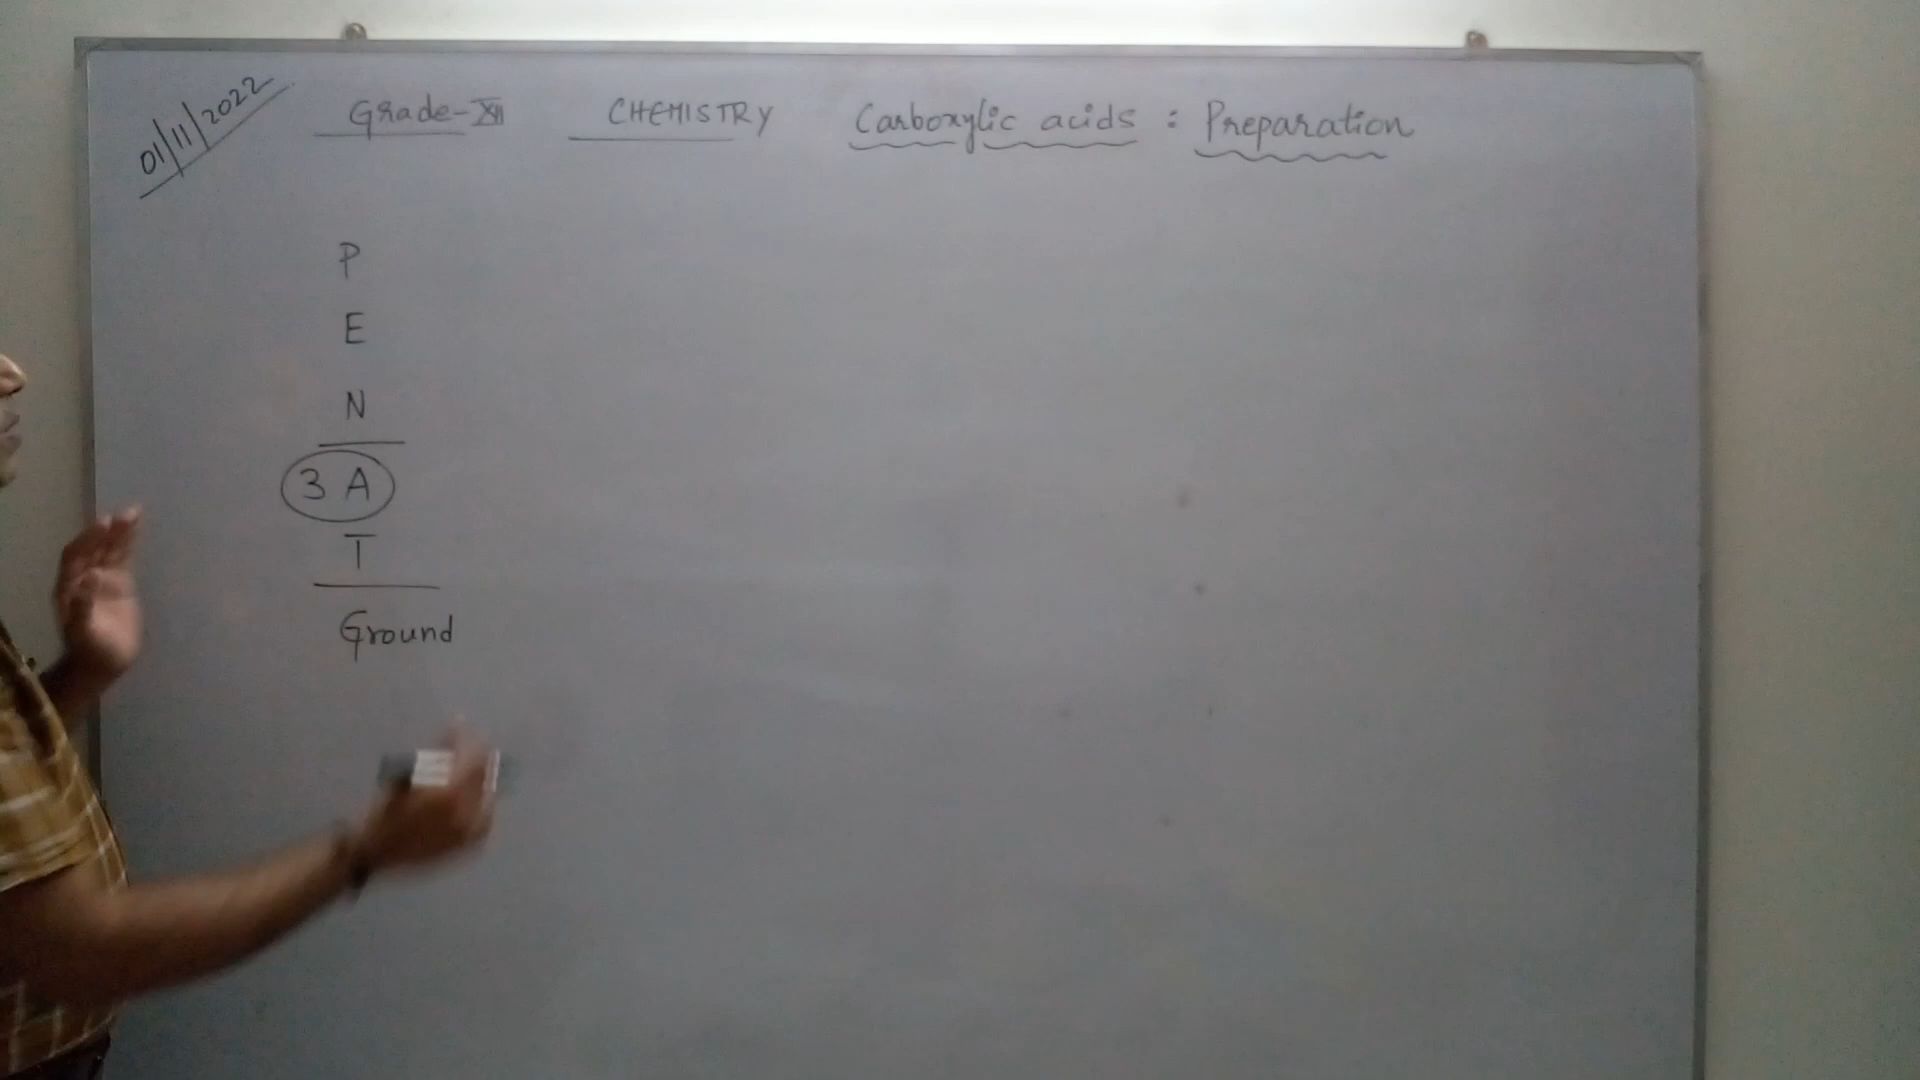 01/11/2022
Grade-XII CHEMISTRY Carboxylic acids : Preparation
P
E
N
3 A
T
Ground